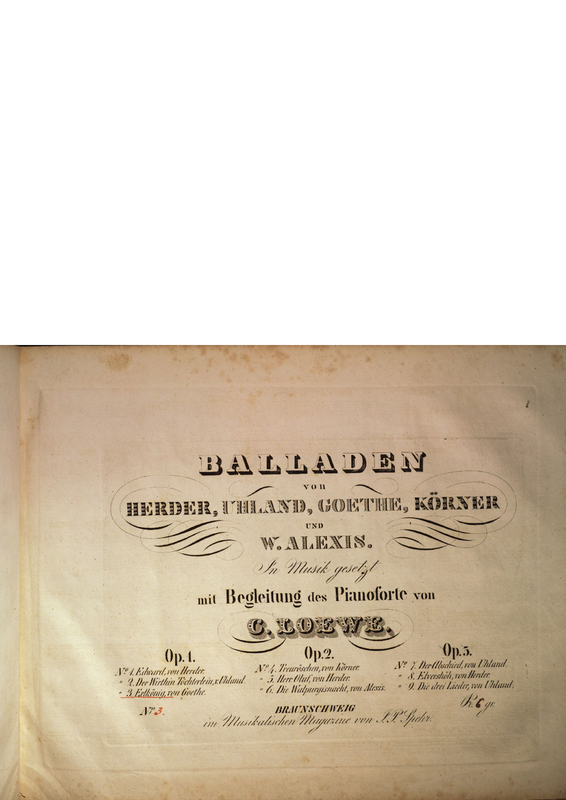 BALLADEN
von
HERDER, UHLAND, GOETHE, KÖRNER
UND
W. ALEXIS.
In Musik gesetzt
mit Begleitung des Pianoforte von
C. LOEWE.
Op. 1.
No 1. Edward, von Herder.
" 2. Der Wirthin Töchterlein, v. Uhland.
" 3. Erlkönig, von Goethe.
No 3.
Op. 2.
No 4. Treuröschen, von Körner.
" 5. Herr Oluf, von Herder.
" 6. Die Walpurgisnacht, von Alexis.
Op. 3.
No 7. Der Abschied, von Uhland.
" 8. Elvershöh, von Herder.
" 9. Die drei Lieder, von Uhland.
Pr. 6 gr.
BRAUNSCHWEIG
im Musikalischen Magazine von J. P. Spehr.